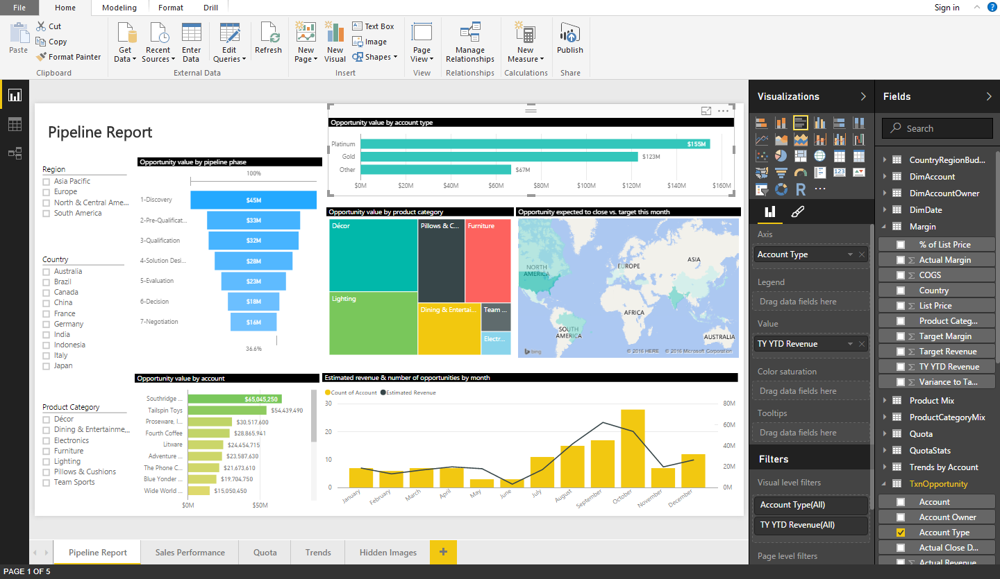 File Home Modeling Format Drill Sign in ?
Paste
Cut
Copy
Format Painter
Clipboard
Get Data
Recent Sources
Enter Data
Edit Queries
Refresh
External Data
New Page
New Visual
Text Box
Image
Shapes
Insert
Page View
View
Manage Relationships
Relationships
New Measure
Calculations
Publish
Share
Pipeline Report
Region
Asia Pacific
Europe
North & Central Ame...
South America
Country
Australia
Brazil
Canada
China
France
Germany
India
Indonesia
Italy
Japan
Product Category
Décor
Dining & Entertainme...
Electronics
Furniture
Lighting
Pillows & Cushions
Team Sports
Opportunity value by pipeline phase
100%
1-Discovery $45M
2-Pre-Qualificat... $33M
3-Qualification $32M
4-Solution Desi... $28M
5-Evaluation $23M
6-Decision $18M
7-Negotiation $16M
36.6%
Opportunity value by account type
Platinum $155M
Gold $123M
Other $67M
$0M $20M $40M $60M $80M $100M $120M $140M $160M
Opportunity value by product category
Décor
Lighting
Pillows & C...
Furniture
Dining & Entertai...
Team ...
Electr...
Opportunity expected to close vs. target this month
NORTH AMERICA
EUROPE
ASIA
AFRICA
SOUTH AMERICA
AUSTRALIA
bing
© 2016 HERE © 2016 Microsoft Corporation
Opportunity value by account
Southridge ... $65,045,250
Tailspin Toys $54,439,490
Proseware, I... $30,517,600
Fourth Coffee $28,865,941
Litware $24,454,715
Adventure ... $23,587,630
The Phone C... $21,673,610
Blue Yonder ... $19,704,750
Wide World ... $15,050,450
$0M $50M
Estimated revenue & number of opportunities by month
Count of Account Estimated Revenue
30 80M
60M
20
40M
10 20M
0 0M
January February March April May June July August September October November December
Pipeline Report Sales Performance Quota Trends Hidden Images +
PAGE 1 OF 5
Visualizations
R
Axis
Account Type
Legend
Drag data fields here
Value
TY YTD Revenue
Color saturation
Drag data fields here
Tooltips
Drag data fields here
Filters
Visual level filters
Account Type(All)
TY YTD Revenue(All)
Page level filters
Fields
Search
CountryRegionBud...
DimAccount
DimAccountOwner
DimDate
Margin
% of List Price
Σ Actual Margin
Σ COGS
Country
Σ List Price
Product Categ...
Σ Target Margin
Σ Target Revenue
Σ TY YTD Revenue
Σ Variance to Ta...
Product Mix
ProductCategoryMix
Quota
QuotaStats
Trends by Account
TxnOpportunity
Account
Account Owner
Account Type
Actual Close D...
Σ Actual Revenue